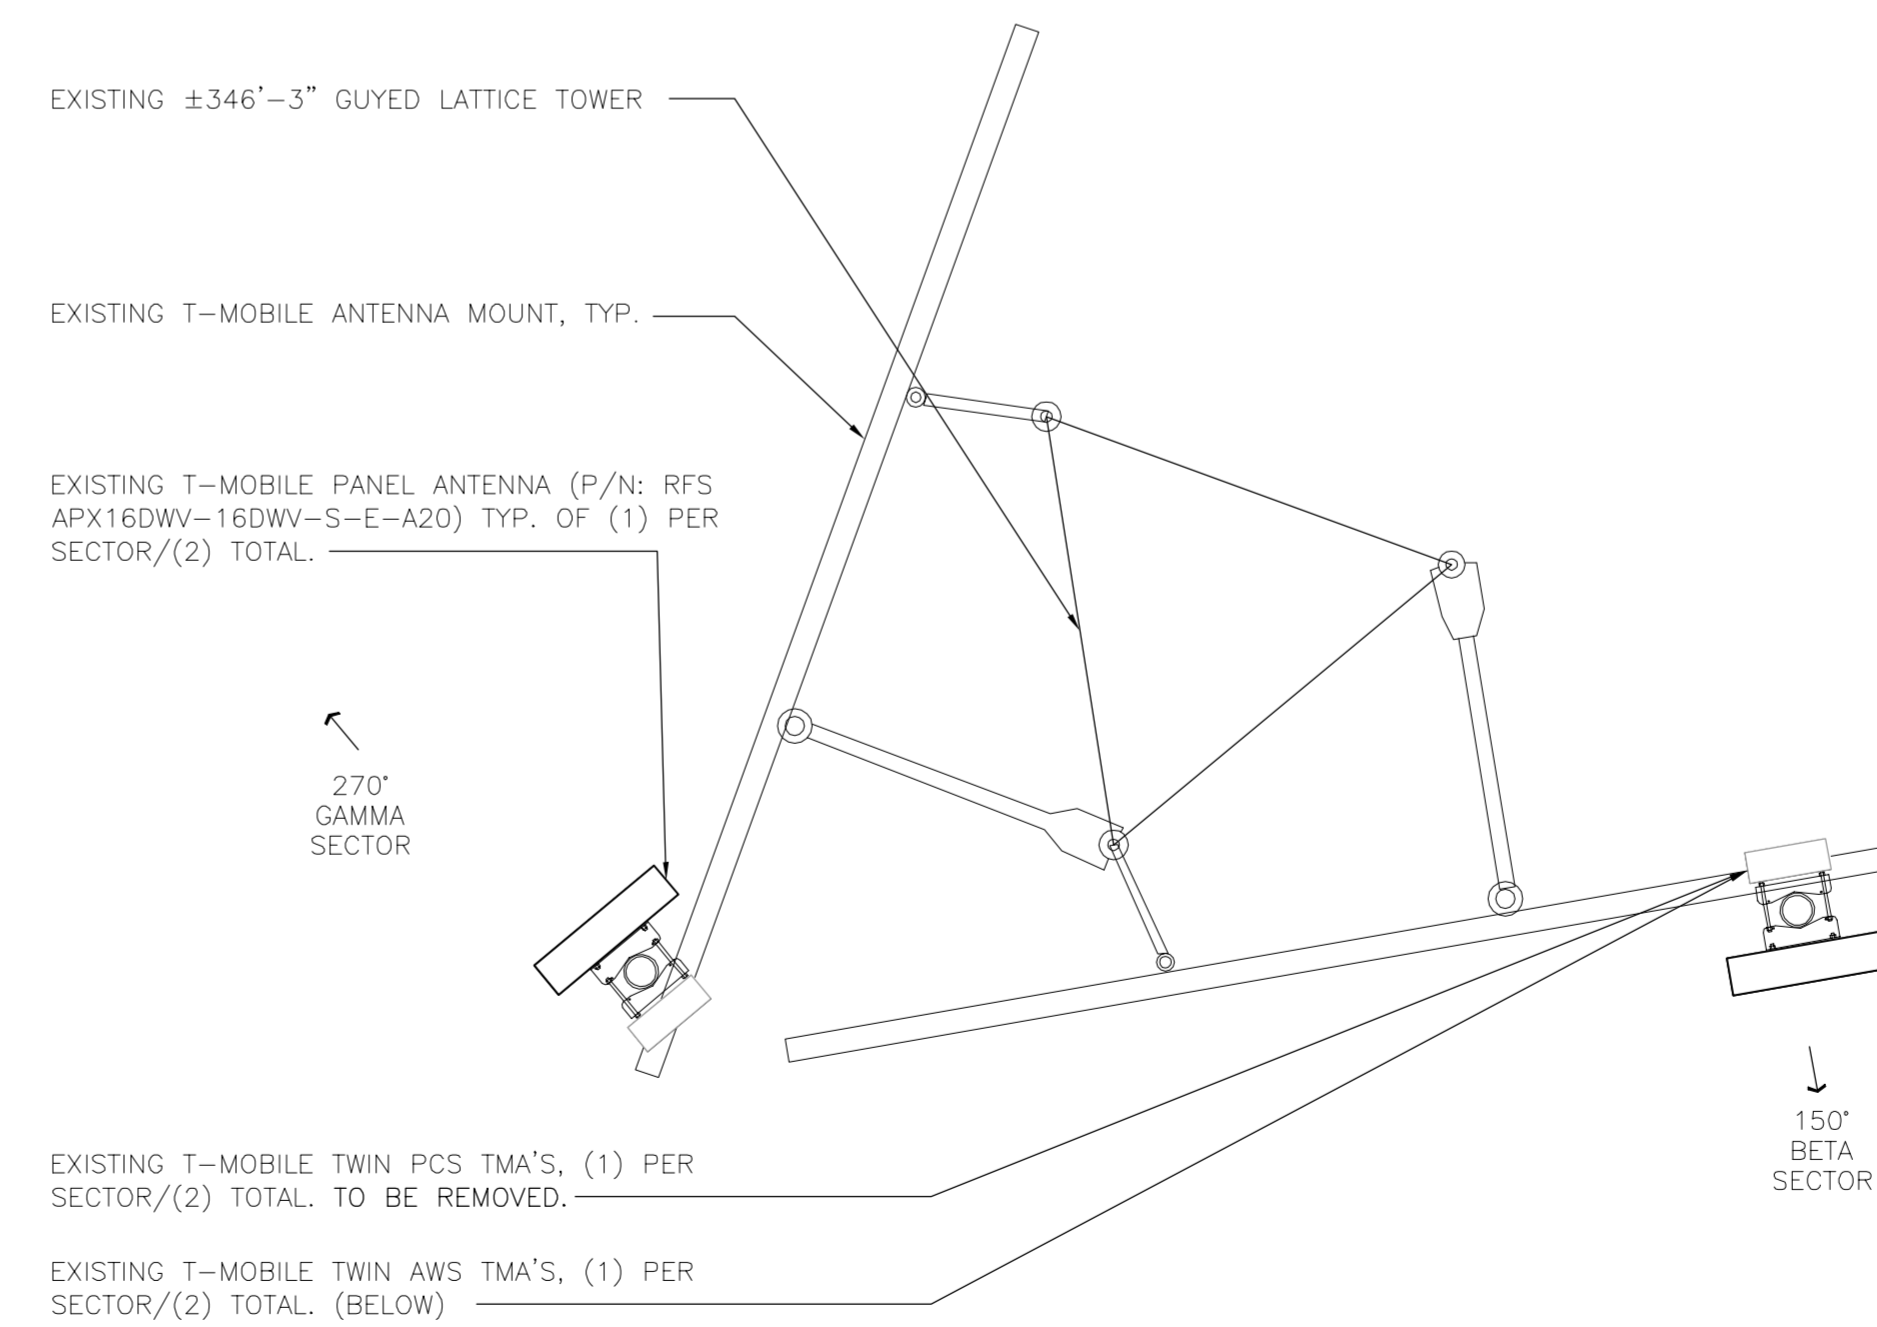 EXISTING ±346'-3" GUYED LATTICE TOWER
EXISTING T-MOBILE ANTENNA MOUNT, TYP.
EXISTING T-MOBILE PANEL ANTENNA (P/N: RFS
APX16DWV-16DWV-S-E-A20) TYP. OF (1) PER
SECTOR/(2) TOTAL.
270°
GAMMA
SECTOR
150°
BETA
SECTOR
EXISTING T-MOBILE TWIN PCS TMA'S, (1) PER
SECTOR/(2) TOTAL. TO BE REMOVED.
EXISTING T-MOBILE TWIN AWS TMA'S, (1) PER
SECTOR/(2) TOTAL. (BELOW)